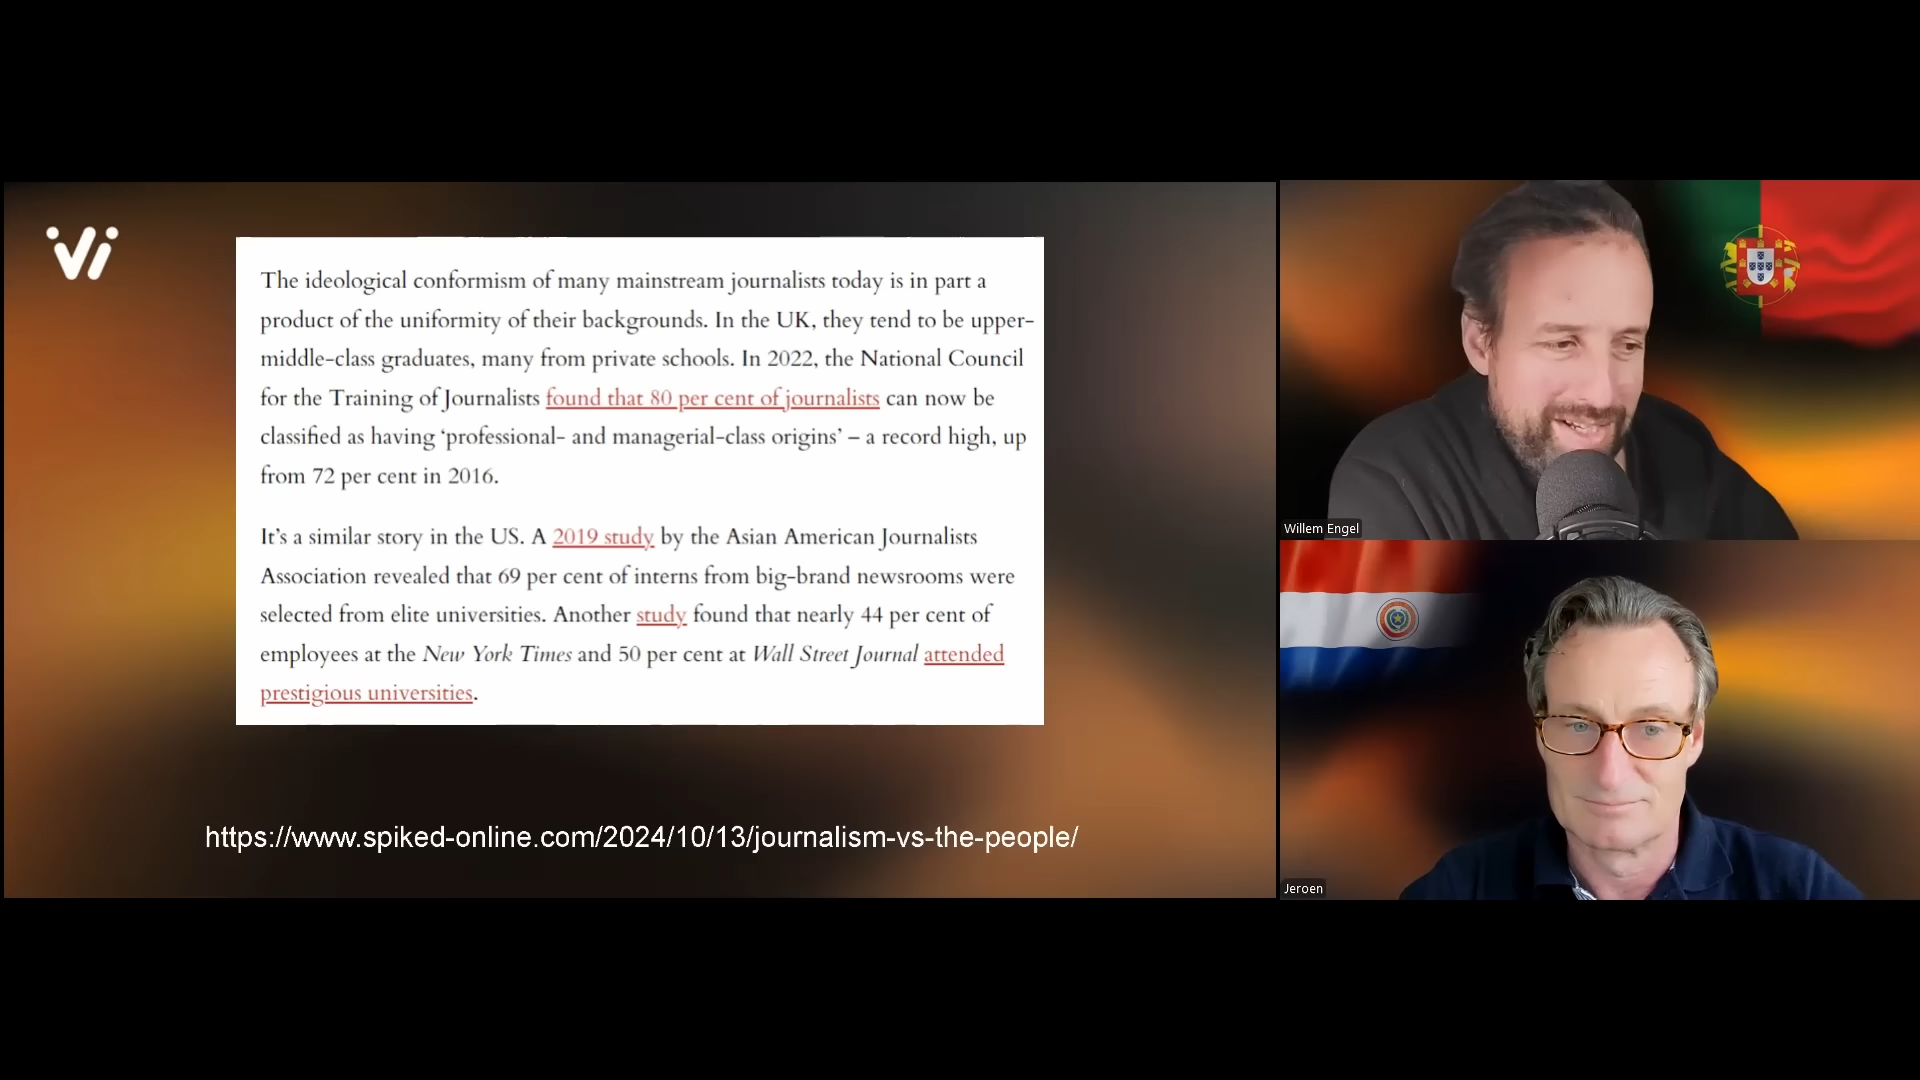 The ideological conformism of many mainstream journalists today is in part a
product of the uniformity of their backgrounds. In the UK, they tend to be upper-
middle-class graduates, many from private schools. In 2022, the National Council
for the Training of Journalists found that 80 per cent of journalists can now be
classified as having ‘professional- and managerial-class origins’ – a record high, up
from 72 per cent in 2016.
It’s a similar story in the US. A 2019 study by the Asian American Journalists
Association revealed that 69 per cent of interns from big-brand newsrooms were
selected from elite universities. Another study found that nearly 44 per cent of
employees at the New York Times and 50 per cent at Wall Street Journal attended
prestigious universities.
https://www.spiked-online.com/2024/10/13/journalism-vs-the-people/
Willem Engel
Jeroen